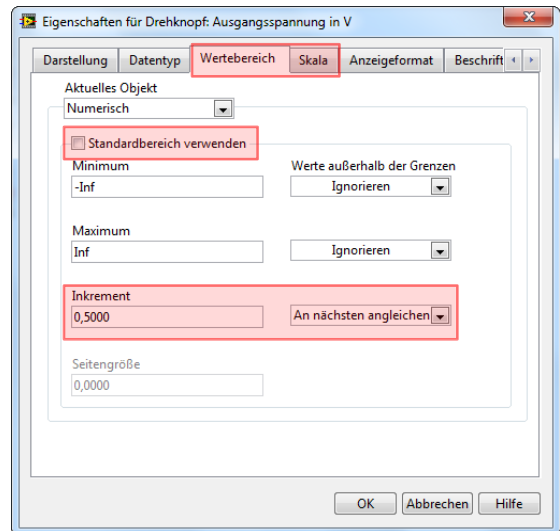 Eigenschaften für Drehknopf: Ausgangsspannung in V
Darstellung Datentyp Wertebereich Skala Anzeigeformat Beschrift
Aktuelles Objekt
Numerisch
Standardbereich verwenden
Minimum Werte außerhalb der Grenzen
-Inf Ignorieren
Maximum
Inf Ignorieren
Inkrement
0,5000 An nächsten angleichen
Seitengröße
0,0000
OK Abbrechen Hilfe